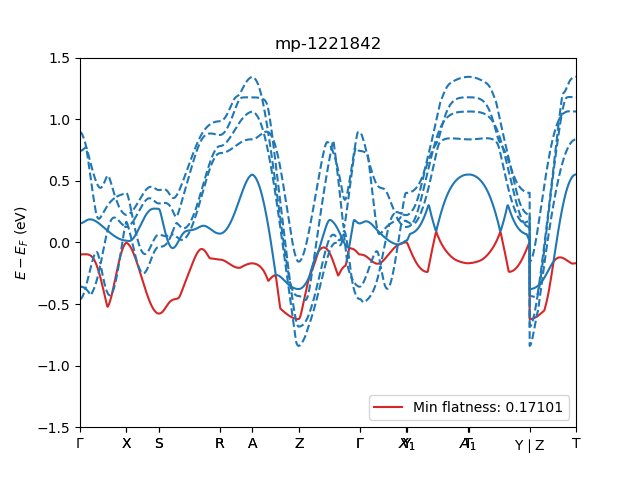 mp-1221842
E − E_F (eV)
1.5
1.0
0.5
0.0
−0.5
−1.0
−1.5
Min flatness: 0.17101
Γ X S R A Z Γ X₁ Y A₁ T Y | Z T